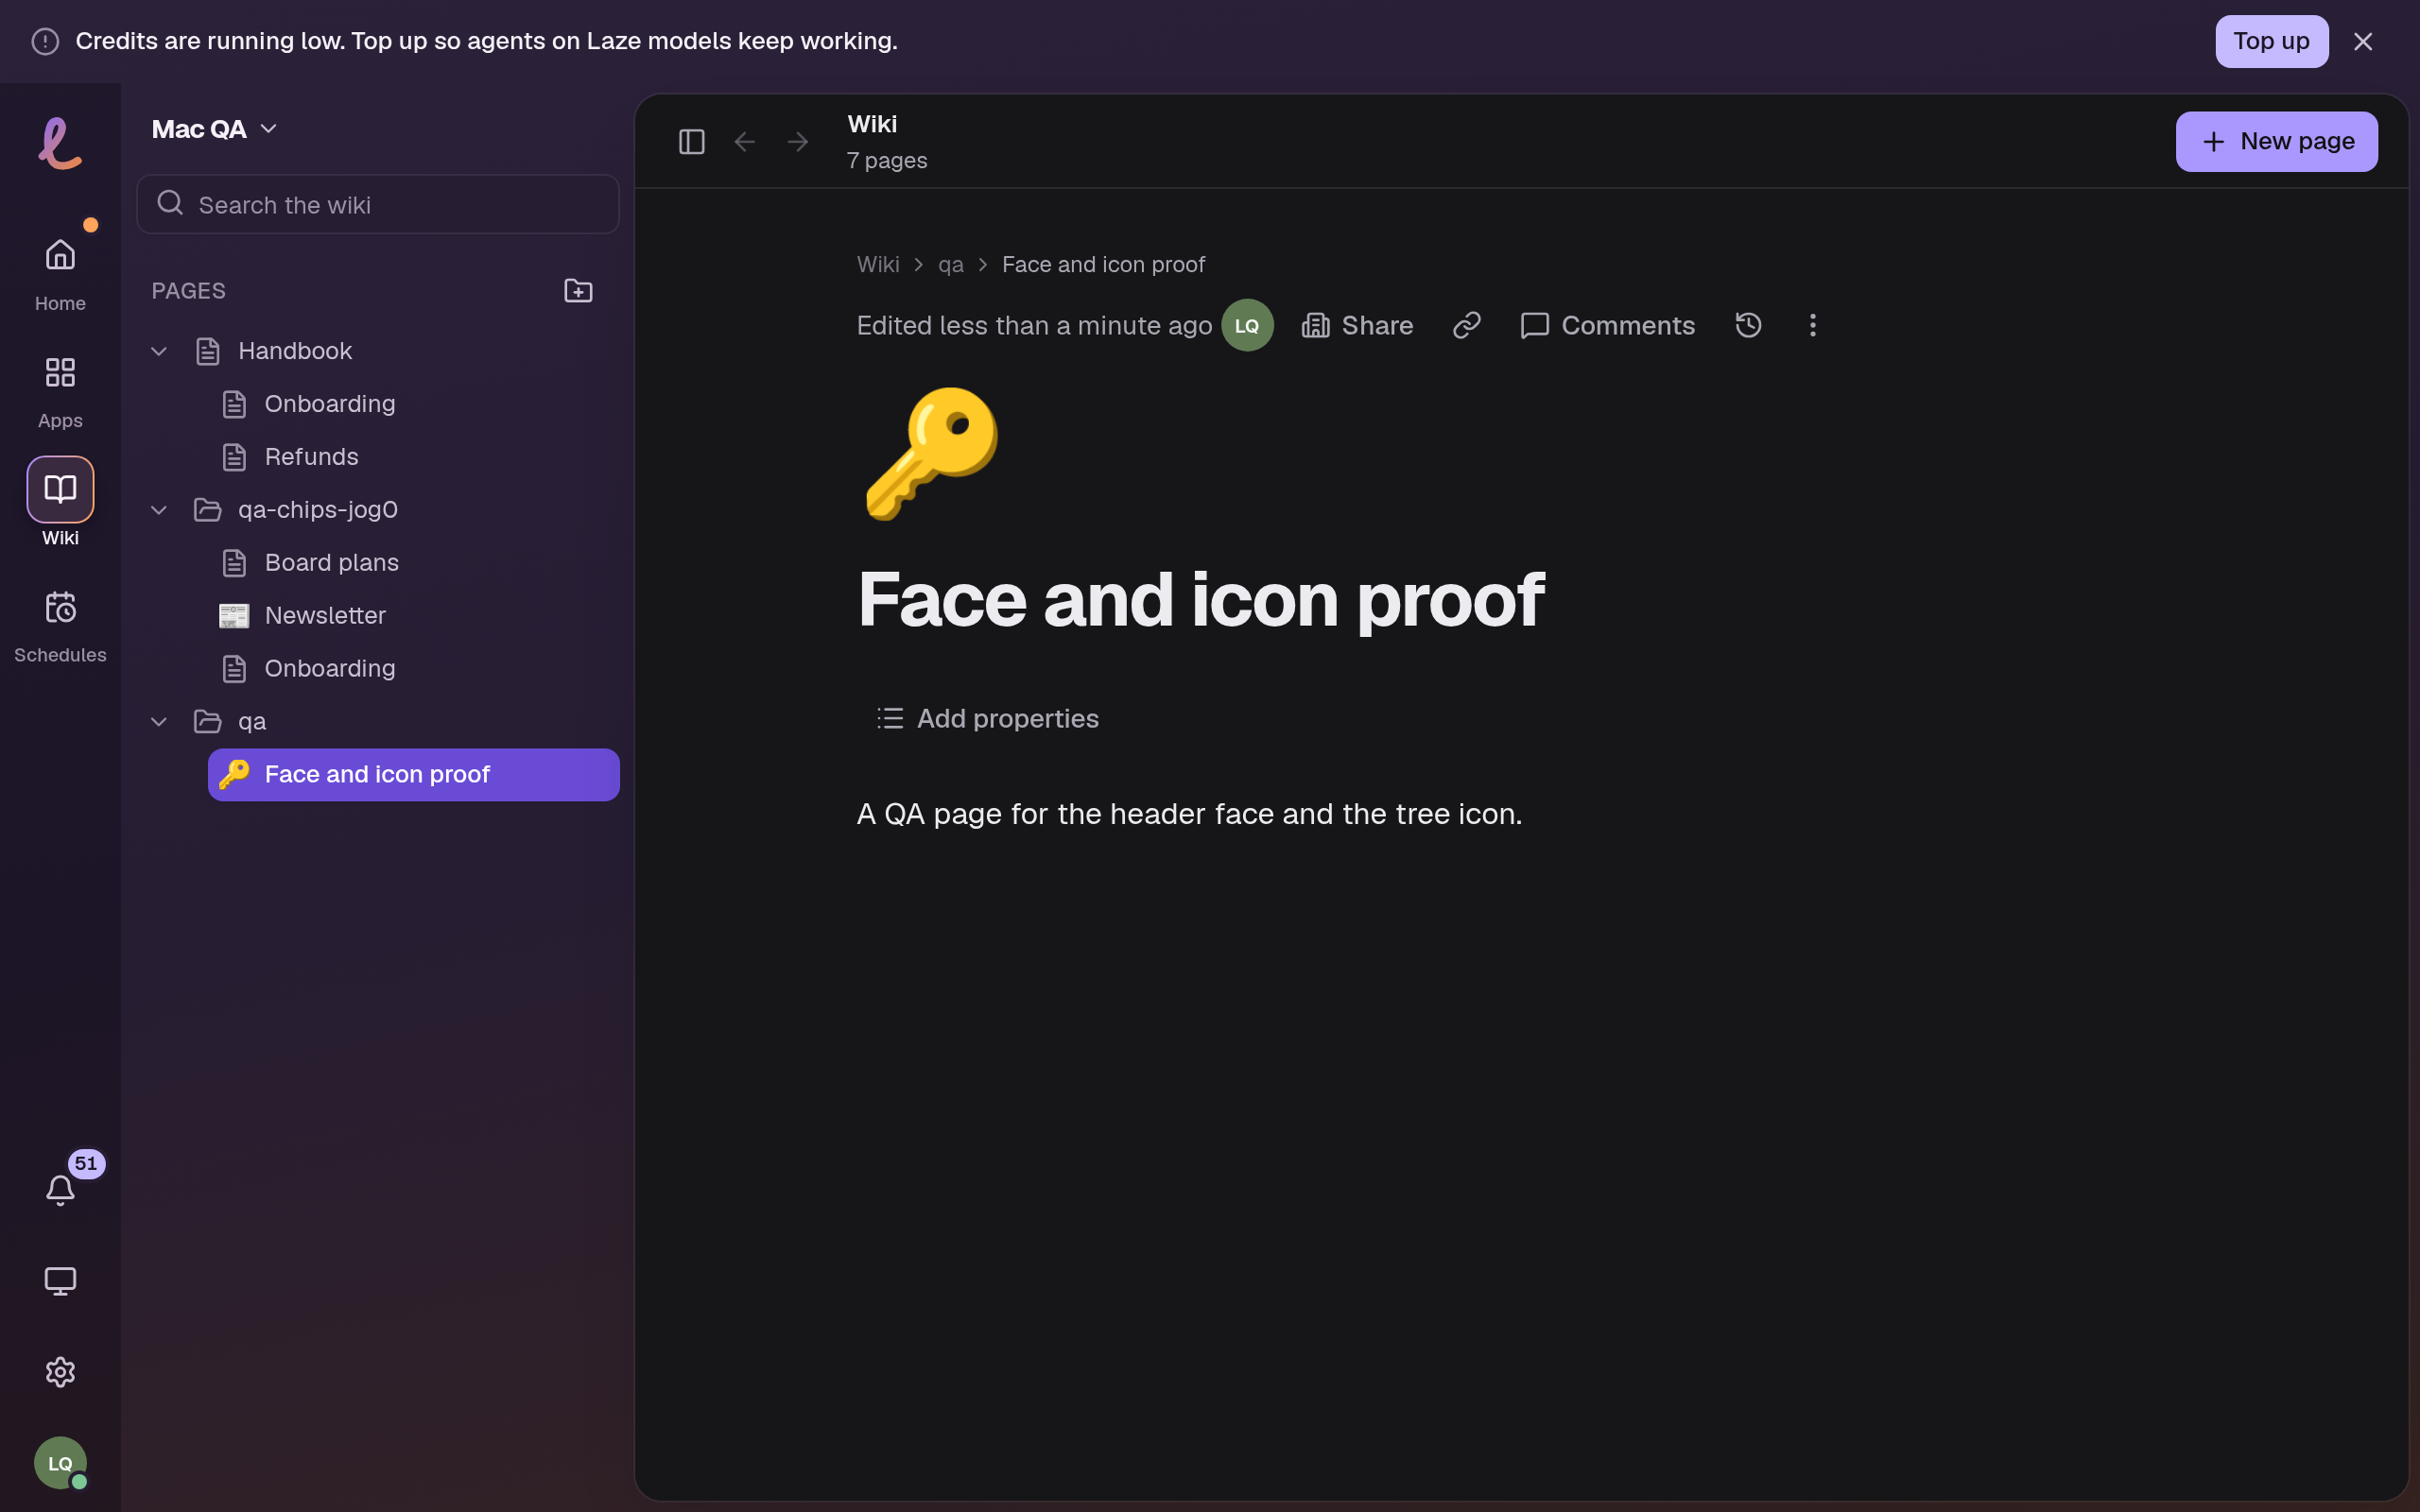 Credits are running low. Top up so agents on Laze models keep working.
Top up
Home
Apps
Wiki
Schedules
51
LQ
Mac QA
Search the wiki
PAGES
Handbook
Onboarding
Refunds
qa-chips-jog0
Board plans
Newsletter
Onboarding
qa
Face and icon proof
Wiki
7 pages
New page
Wiki > qa > Face and icon proof
Edited less than a minute ago LQ Share Comments
Face and icon proof
Add properties
A QA page for the header face and the tree icon.